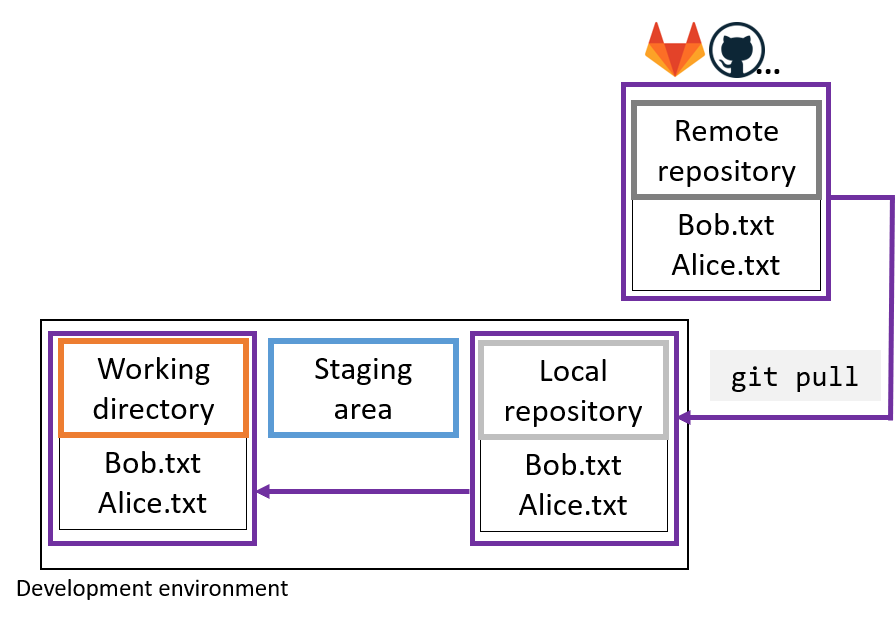 ...
Remote
repository
Bob.txt
Alice.txt
git pull
Working
directory
Bob.txt
Alice.txt
Staging
area
Local
repository
Bob.txt
Alice.txt
Development environment